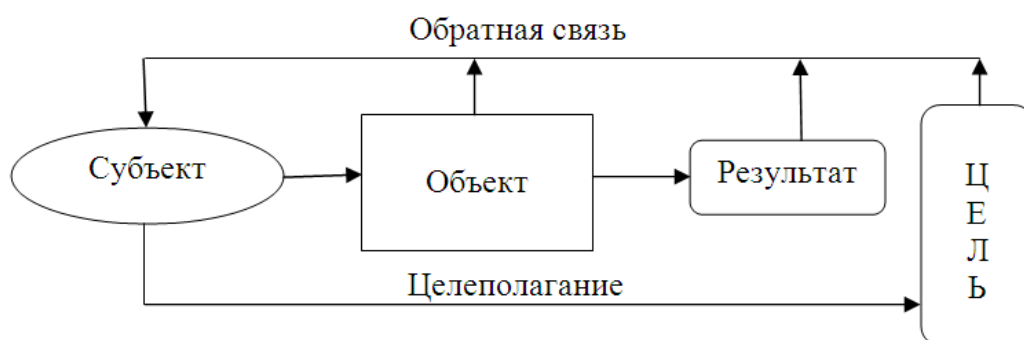 Обратная связь
Субъект
Объект
Результат
Ц
Е
Л
Ь
Целеполагание